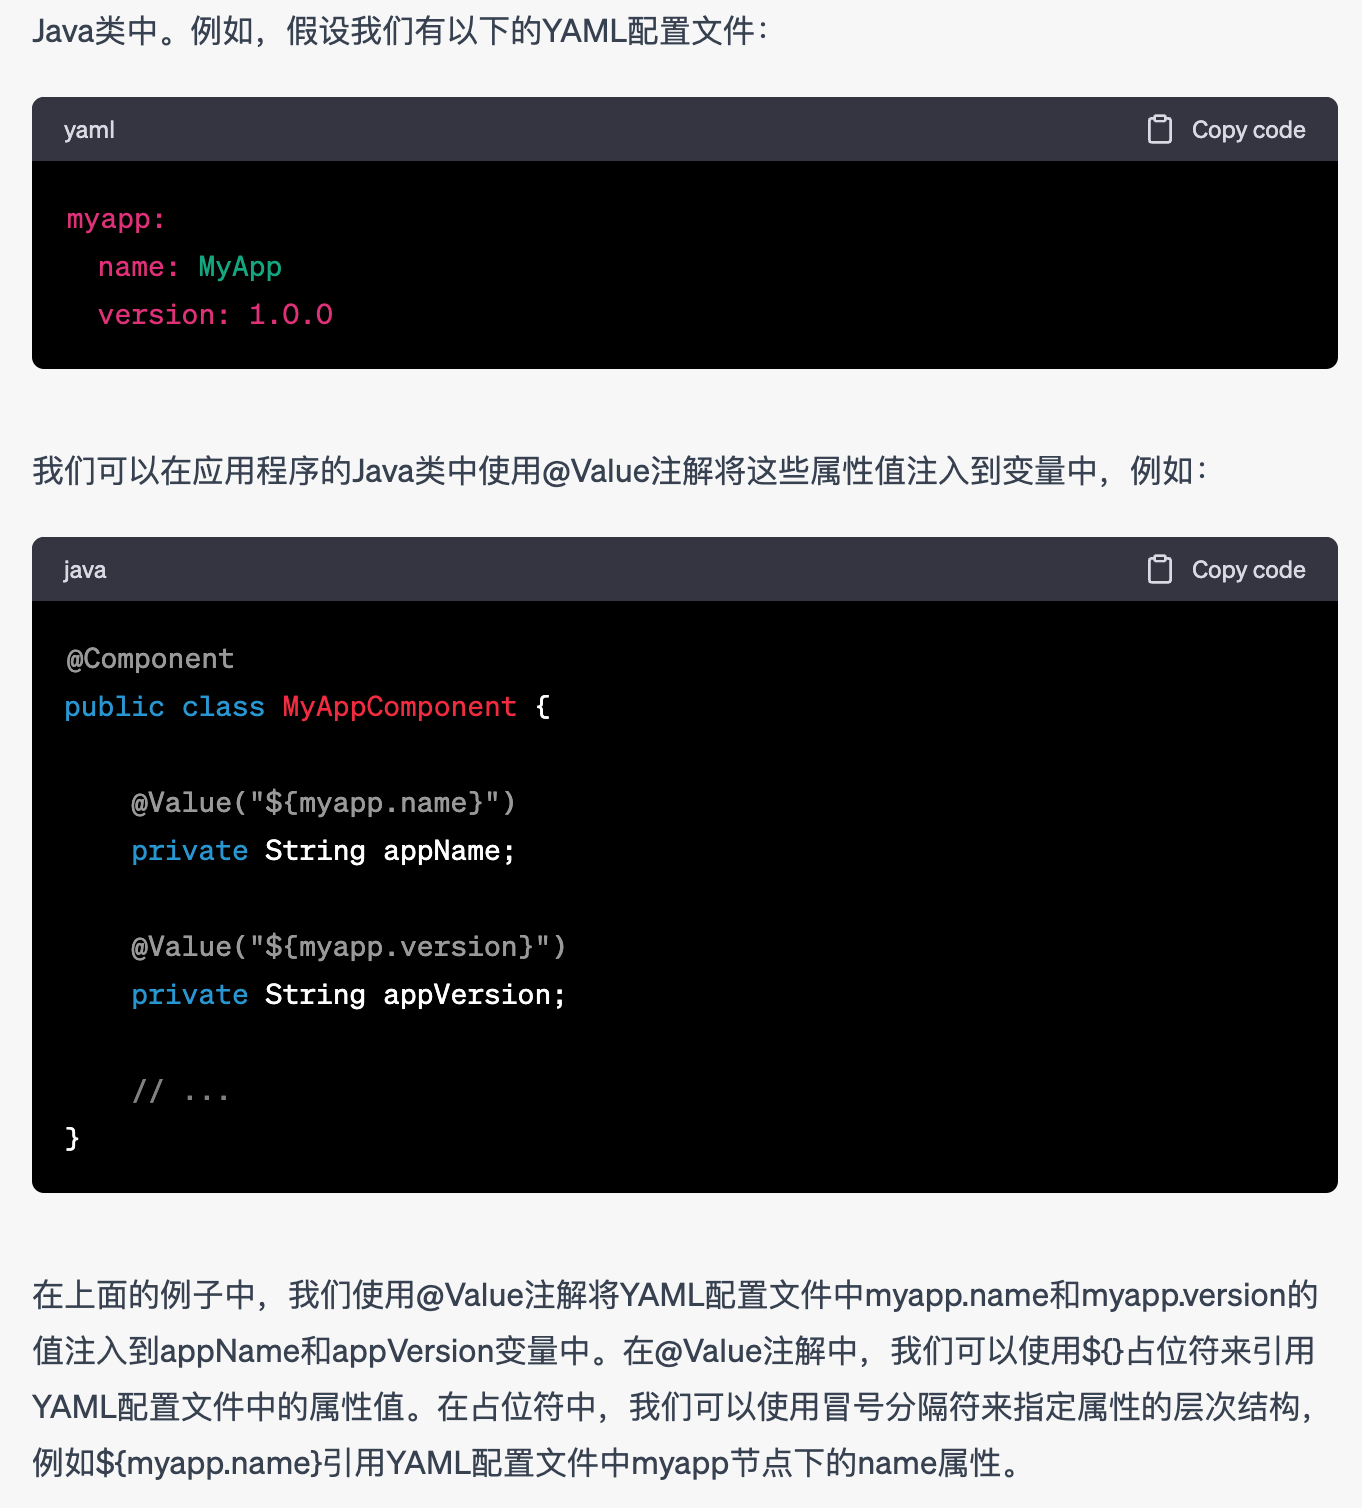 Java类中。例如，假设我们有以下的YAML配置文件：
yaml
Copy code
myapp:
  name: MyApp
  version: 1.0.0
我们可以在应用程序的Java类中使用@Value注解将这些属性值注入到变量中，例如：
java
Copy code
@Component
public class MyAppComponent {
    @Value("${myapp.name}")
    private String appName;
    @Value("${myapp.version}")
    private String appVersion;
    // ...
}
在上面的例子中，我们使用@Value注解将YAML配置文件中myapp.name和myapp.version的
值注入到appName和appVersion变量中。在@Value注解中，我们可以使用${}占位符来引用
YAML配置文件中的属性值。在占位符中，我们可以使用冒号分隔符来指定属性的层次结构，
例如${myapp.name}引用YAML配置文件中myapp节点下的name属性。